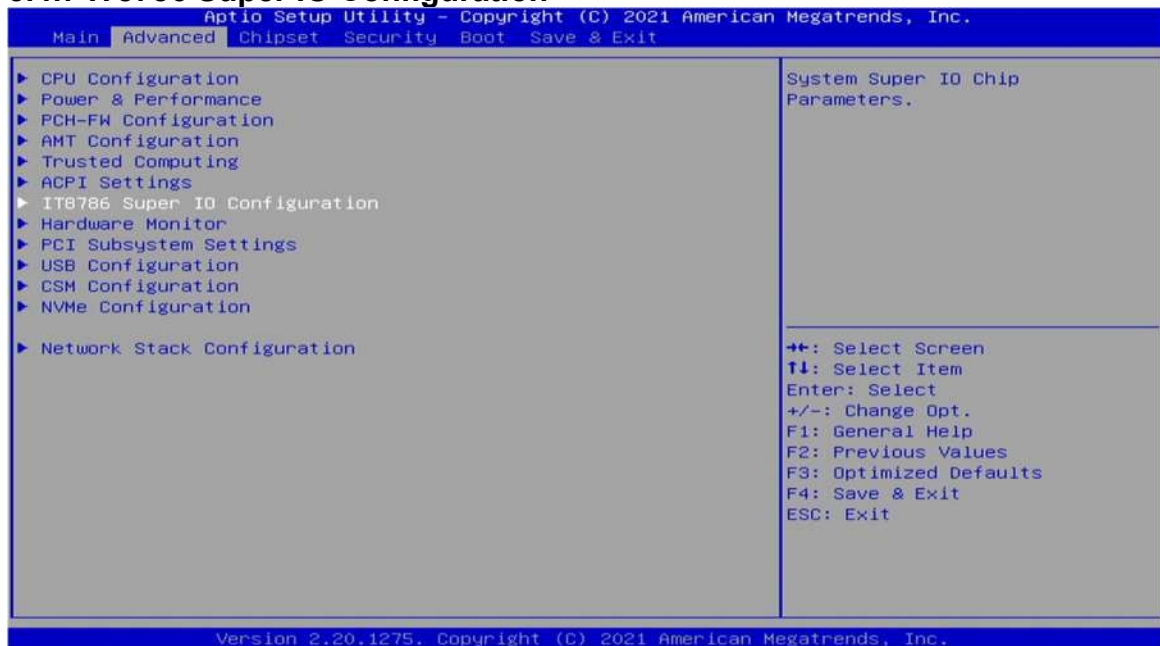 Aptio Setup Utility – Copyright (C) 2021 American Megatrends, Inc.
Main Advanced Chipset Security Boot Save & Exit
▶ CPU Configuration
▶ Power & Performance
▶ PCH-FW Configuration
▶ AMT Configuration
▶ Trusted Computing
▶ ACPI Settings
▶ IT8786 Super IO Configuration
▶ Hardware Monitor
▶ PCI Subsystem Settings
▶ USB Configuration
▶ CSM Configuration
▶ NVMe Configuration
▶ Network Stack Configuration
System Super IO Chip
Parameters.
→←: Select Screen
↑↓: Select Item
Enter: Select
+/-: Change Opt.
F1: General Help
F2: Previous Values
F3: Optimized Defaults
F4: Save & Exit
ESC: Exit
Version 2.20.1275. Copyright (C) 2021 American Megatrends, Inc.